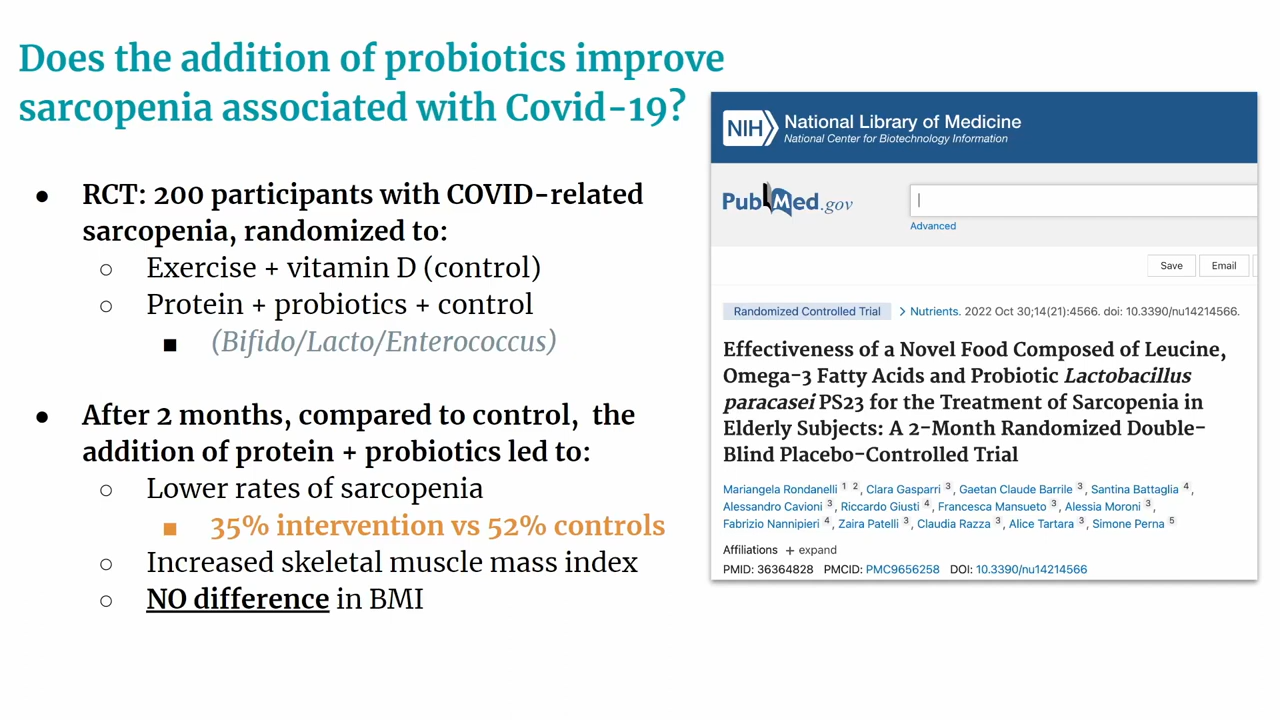 Does the addition of probiotics improve
sarcopenia associated with Covid-19?
● RCT: 200 participants with COVID-related
sarcopenia, randomized to:
○ Exercise + vitamin D (control)
○ Protein + probiotics + control
■ (Bifido/Lacto/Enterococcus)
● After 2 months, compared to control, the
addition of protein + probiotics led to:
○ Lower rates of sarcopenia
■ 35% intervention vs 52% controls
○ Increased skeletal muscle mass index
○ NO difference in BMI
NIH National Library of Medicine
National Center for Biotechnology Information
PubMed.gov
Advanced
Save Email
Randomized Controlled Trial > Nutrients. 2022 Oct 30;14(21):4566. doi: 10.3390/nu14214566.
Effectiveness of a Novel Food Composed of Leucine,
Omega-3 Fatty Acids and Probiotic Lactobacillus
paracasei PS23 for the Treatment of Sarcopenia in
Elderly Subjects: A 2-Month Randomized Double-
Blind Placebo-Controlled Trial
Mariangela Rondanelli 1 2, Clara Gasparri 3, Gaetan Claude Barrile 3, Santina Battaglia 4,
Alessandro Cavioni 3, Riccardo Giusti 4, Francesca Mansueto 3, Alessia Moroni 3,
Fabrizio Nannipieri 4, Zaira Patelli 3, Claudia Razza 3, Alice Tartara 3, Simone Perna 5
Affiliations + expand
PMID: 36364828 PMCID: PMC9656258 DOI: 10.3390/nu14214566